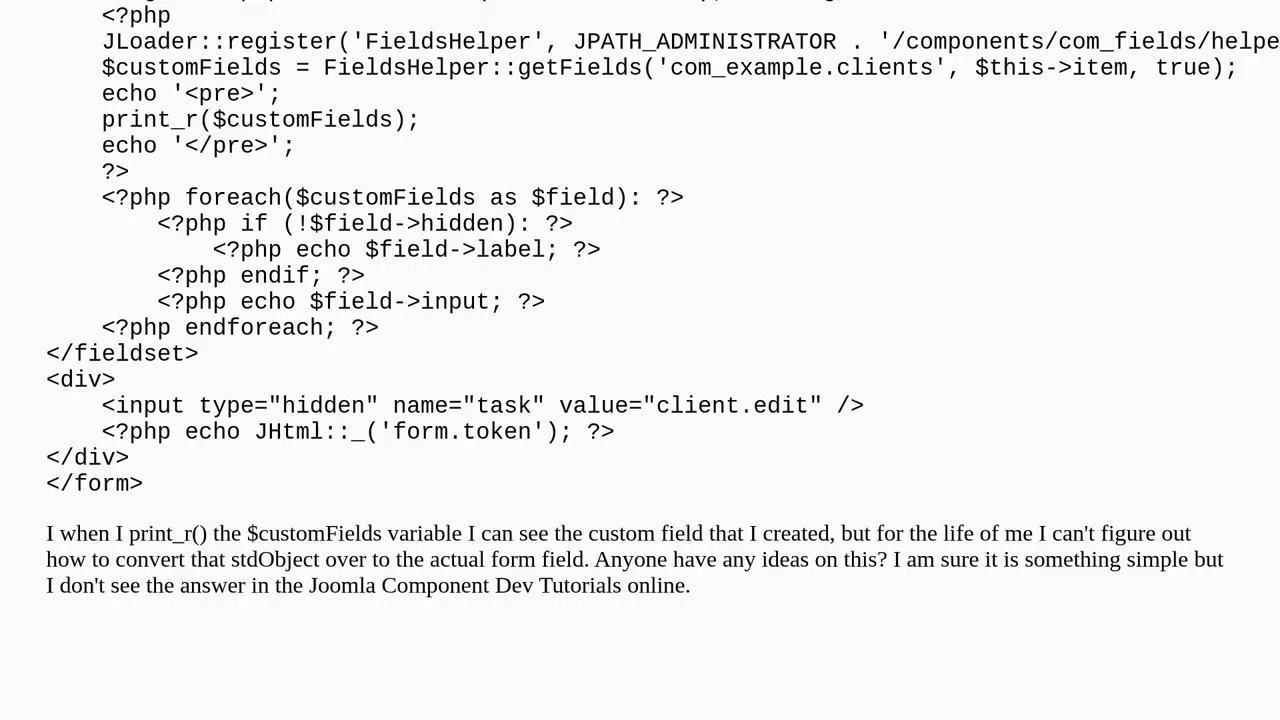 <?php
JLoader::register('FieldsHelper', JPATH_ADMINISTRATOR . '/components/com_fields/helpe
$customFields = FieldsHelper::getFields('com_example.clients', $this->item, true);
echo '<pre>';
print_r($customFields);
echo '</pre>';
?>
<?php foreach($customFields as $field): ?>
<?php if (!$field->hidden): ?>
<?php echo $field->label; ?>
<?php endif; ?>
<?php echo $field->input; ?>
<?php endforeach; ?>
</fieldset>
<div>
<input type="hidden" name="task" value="client.edit" />
<?php echo JHtml::_('form.token'); ?>
</div>
</form>
I when I print_r() the $customFields variable I can see the custom field that I created, but for the life of me I can't figure out
how to convert that stdObject over to the actual form field. Anyone have any ideas on this? I am sure it is something simple but
I don't see the answer in the Joomla Component Dev Tutorials online.